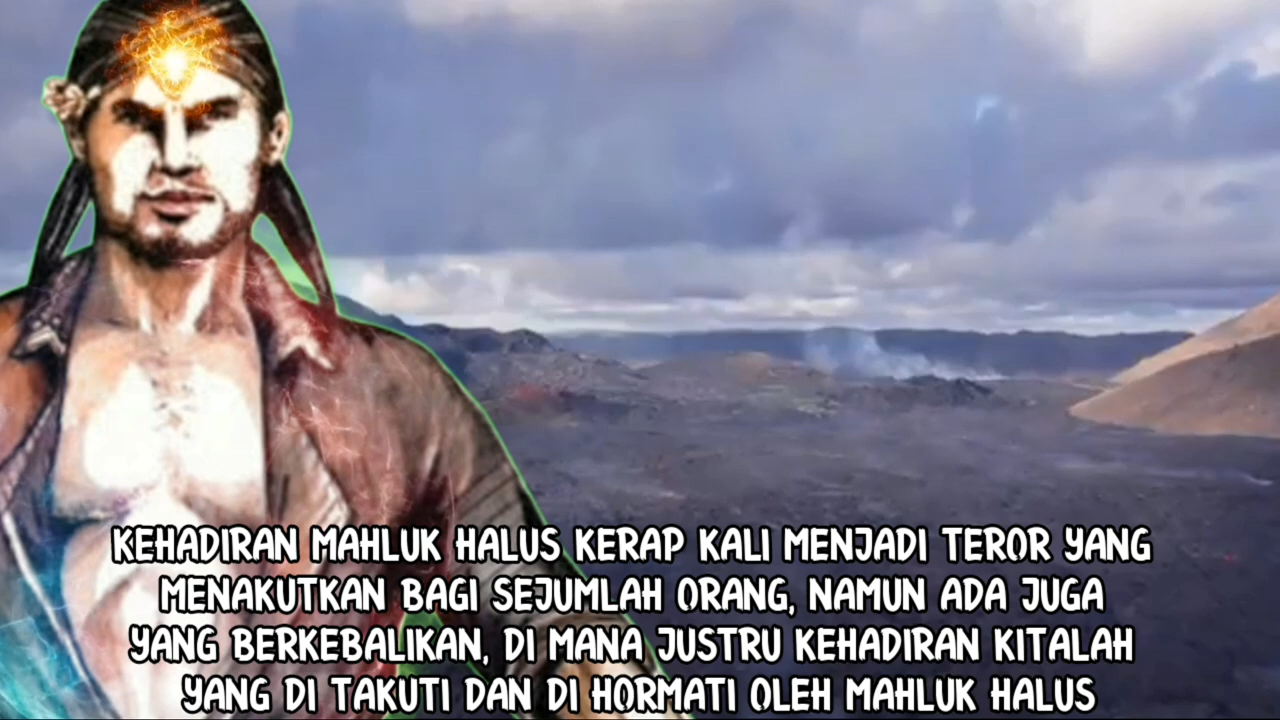 KEHADIRAN MAHLUK HALUS KERAP KALI MENJADI TEROR YANG
MENAKUTKAN BAGI SEJUMLAH ORANG, NAMUN ADA JUGA
YANG BERKEBALIKAN, DI MANA JUSTRU KEHADIRAN KITALAH
YANG DI TAKUTI DAN DI HORMATI OLEH MAHLUK HALUS